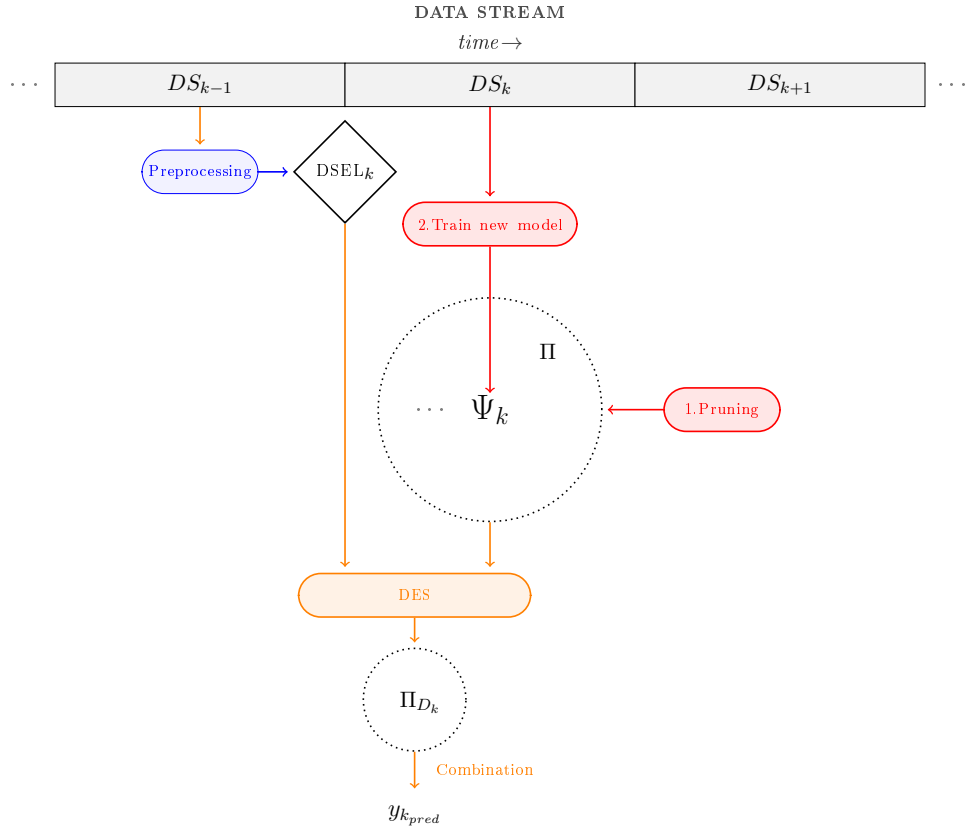 DATA STREAM
time→
··· DS_{k−1} DS_k DS_{k+1} ···
Preprocessing
DSEL_k
2.Train new model
Π
··· Ψ_k
1.Pruning
DES
Π_{D_k}
Combination
y_{k_{pred}}